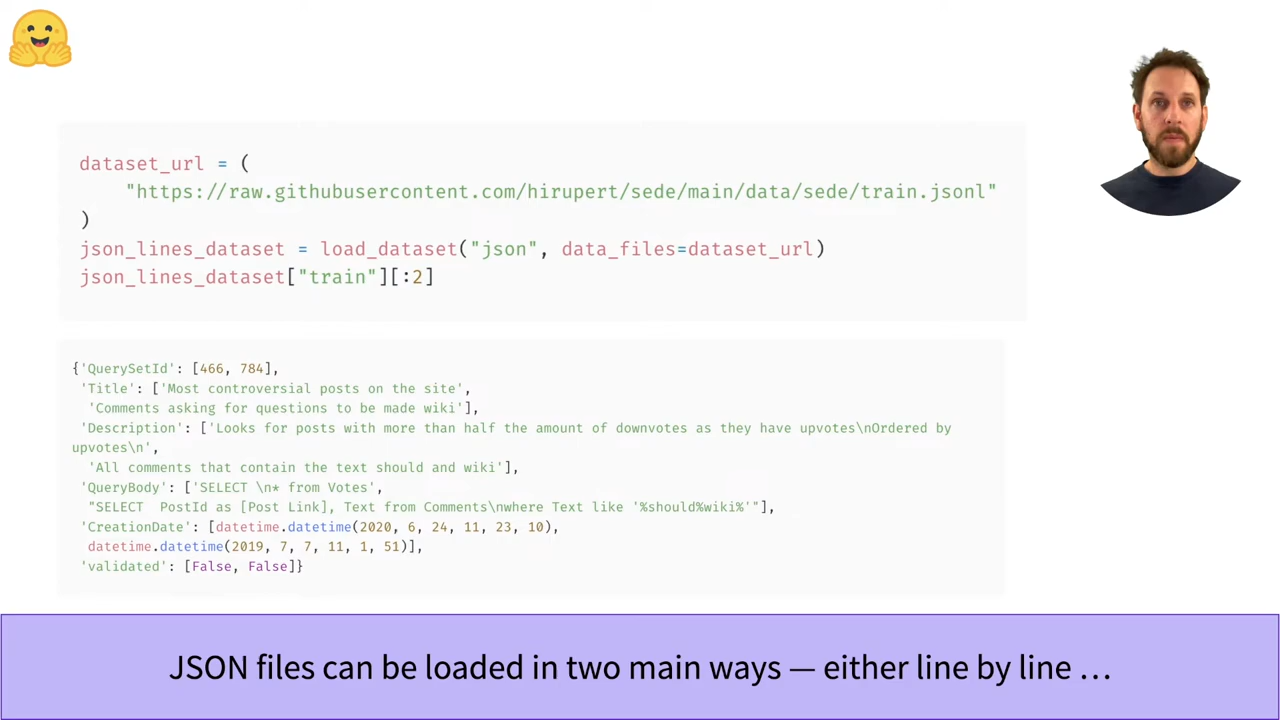 dataset_url = (
"https://raw.githubusercontent.com/hirupert/sede/main/data/sede/train.jsonl"
)
json_lines_dataset = load_dataset("json", data_files=dataset_url)
json_lines_dataset["train"][:2]
{'QuerySetId': [466, 784],
'Title': ['Most controversial posts on the site',
'Comments asking for questions to be made wiki'],
'Description': ['Looks for posts with more than half the amount of downvotes as they have upvotes\nOrdered by
upvotes\n',
'All comments that contain the text should and wiki'],
'QueryBody': ['SELECT \n* from Votes',
"SELECT  PostId as [Post Link], Text from Comments\nwhere Text like '%should%wiki%'"],
'CreationDate': [datetime.datetime(2020, 6, 24, 11, 23, 10),
datetime.datetime(2019, 7, 7, 11, 1, 51)],
'validated': [False, False]}
JSON files can be loaded in two main ways — either line by line …